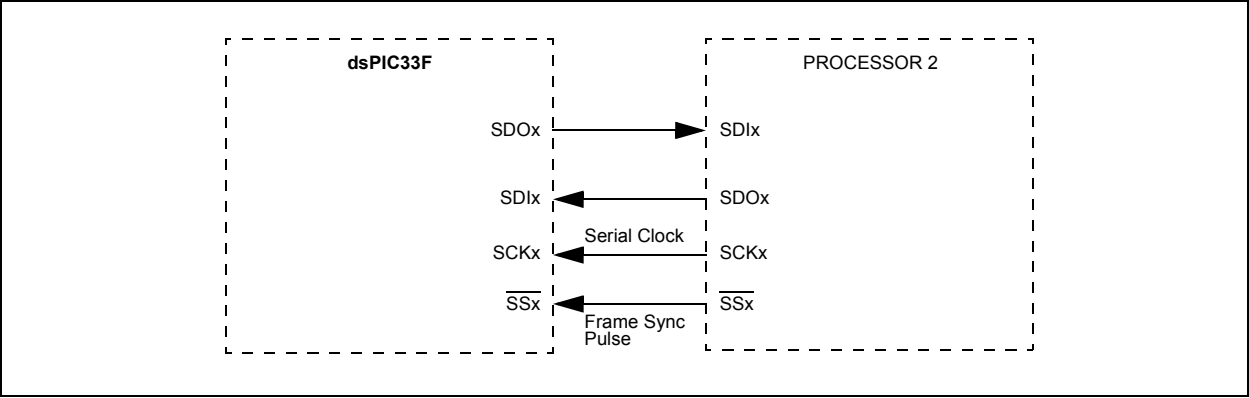 dsPIC33F
PROCESSOR 2
SDOx
SDIx
SDIx
SDOx
Serial Clock
SCKx
SCKx
SSx
SSx
Frame Sync
Pulse